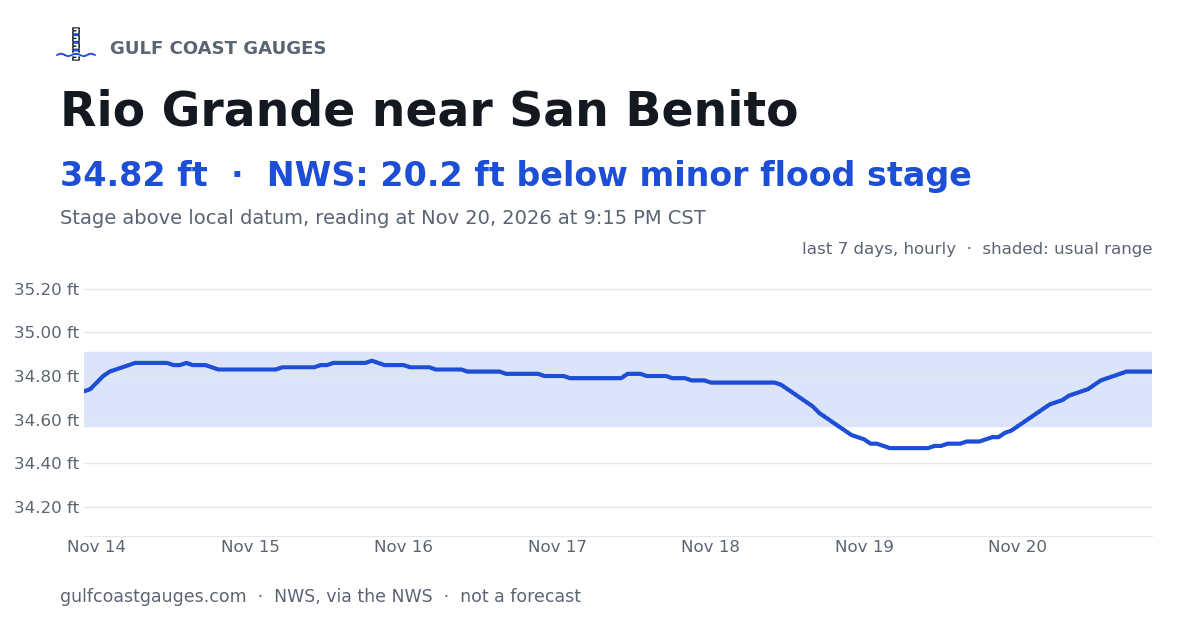 GULF COAST GAUGES
Rio Grande near San Benito
34.82 ft · NWS: 20.2 ft below minor flood stage
Stage above local datum, reading at Nov 20, 2026 at 9:15 PM CST
last 7 days, hourly · shaded: usual range
35.20 ft
35.00 ft
34.80 ft
34.60 ft
34.40 ft
34.20 ft
Nov 14 Nov 15 Nov 16 Nov 17 Nov 18 Nov 19 Nov 20
gulfcoastgauges.com · NWS, via the NWS · not a forecast